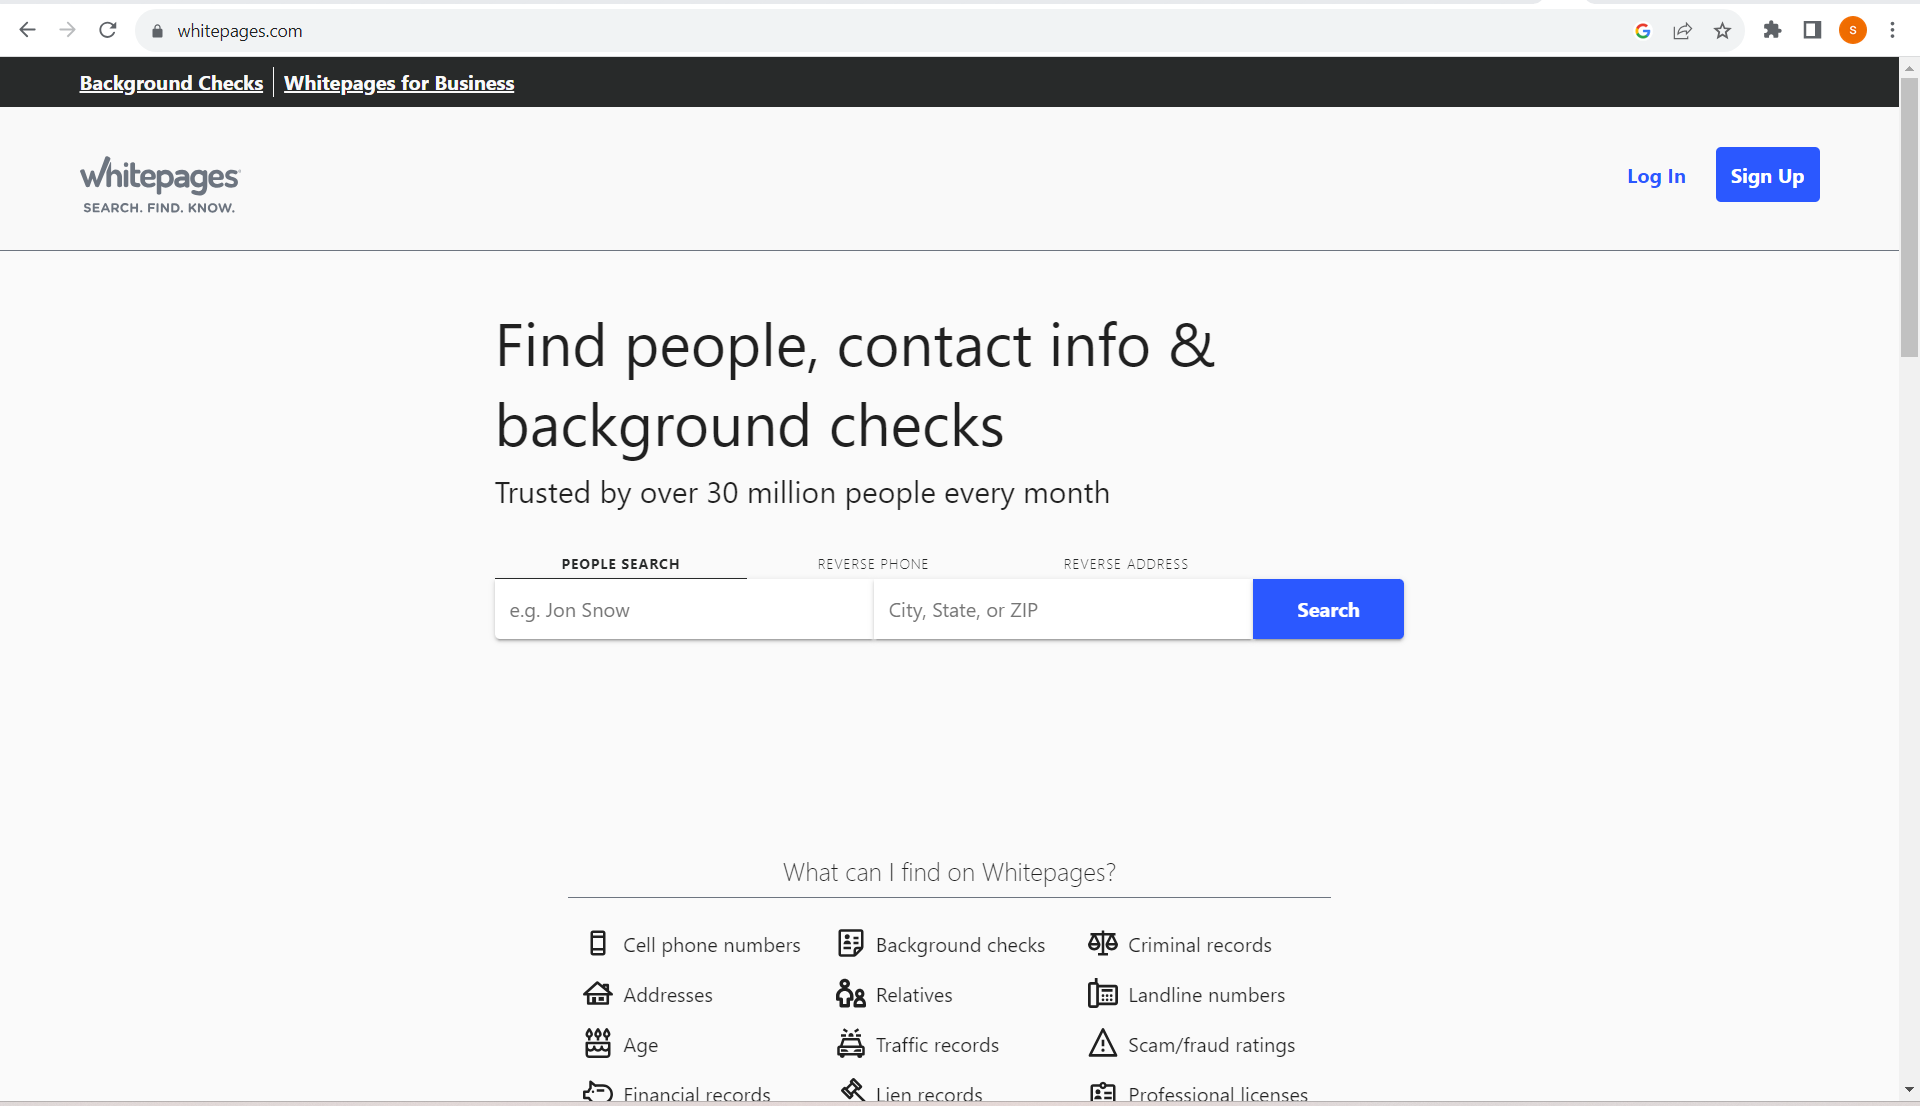 whitepages.com
S
Background Checks
Whitepages for Business
whitepages
SEARCH. FIND. KNOW.
Log In
Sign Up
Find people, contact info &
background checks
Trusted by over 30 million people every month
PEOPLE SEARCH
REVERSE PHONE
REVERSE ADDRESS
e.g. Jon Snow
City, State, or ZIP
Search
What can I find on Whitepages?
Cell phone numbers
Background checks
Criminal records
Addresses
Relatives
Landline numbers
Age
Traffic records
Scam/fraud ratings
Financial records
Lien records
Professional licenses